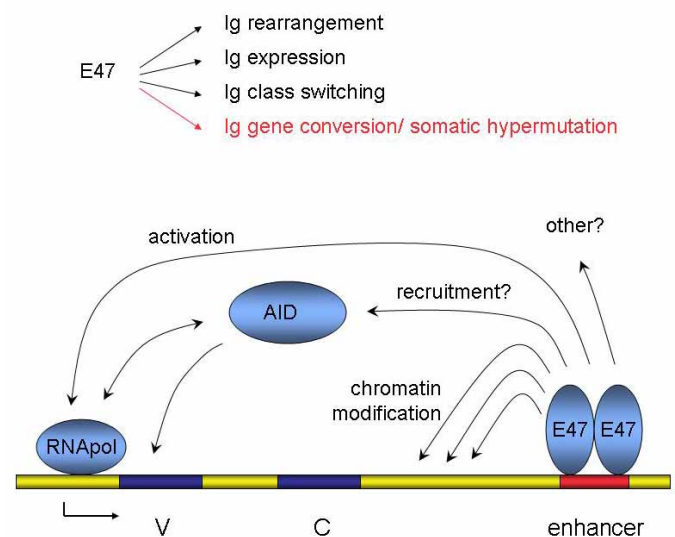 Ig rearrangement
E47
Ig expression
Ig class switching
Ig gene conversion/ somatic hypermutation
other?
activation
recruitment?
AID
chromatin
modification
RNApol
E47 E47
V C enhancer